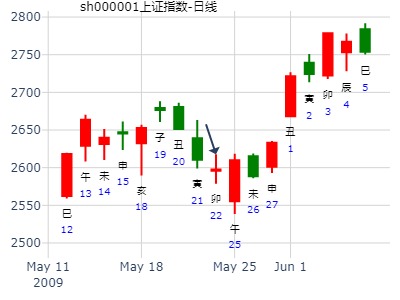 sh000001上证指数-日线
2800
2750
2700
2650
2600
2550
2500
巳
12
午
13
未
14
申
15
亥
18
子
19
丑
20
寅
21
卯
22
午
25
未
26
申
27
丑
1
寅
2
卯
3
辰
4
巳
5
May 11
2009
May 18
May 25
Jun 1